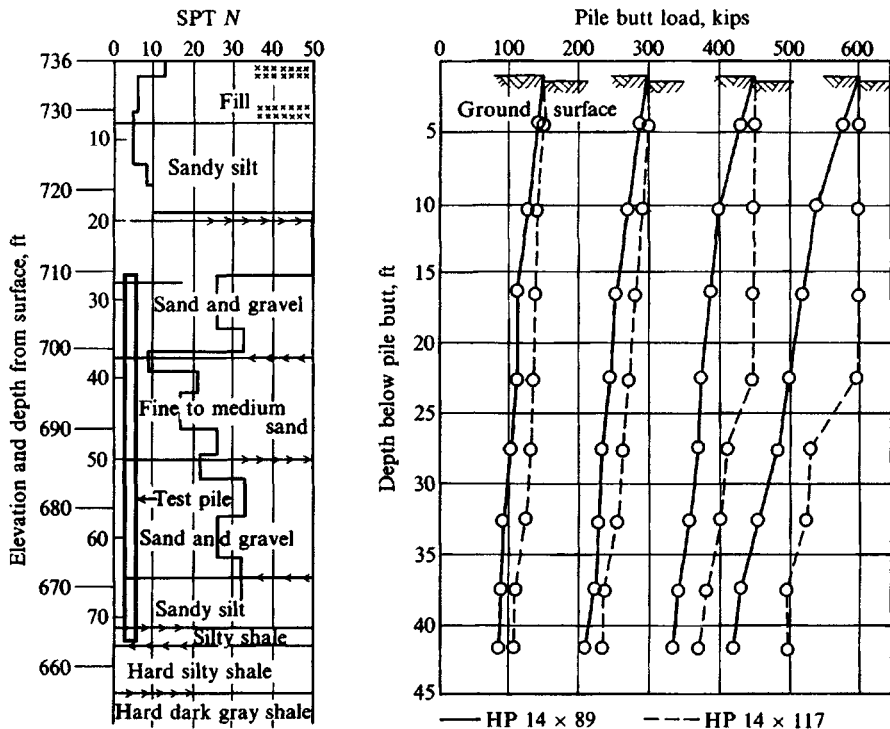 SPT N
0 10 20 30 40 50
Elevation and depth from surface, ft
736
730
10
720
20
710
30
700
40
690
50
680
60
670
70
660
Fill
Sandy silt
Sand and gravel
Fine to medium
sand
Test pile
Sand and gravel
Sandy silt
Silty shale
Hard silty shale
Hard dark gray shale
Pile butt load, kips
100 200 300 400 500 600
Ground surface
Depth below pile butt, ft
5
10
15
20
25
30
35
40
45
HP 14 × 89
HP 14 × 117